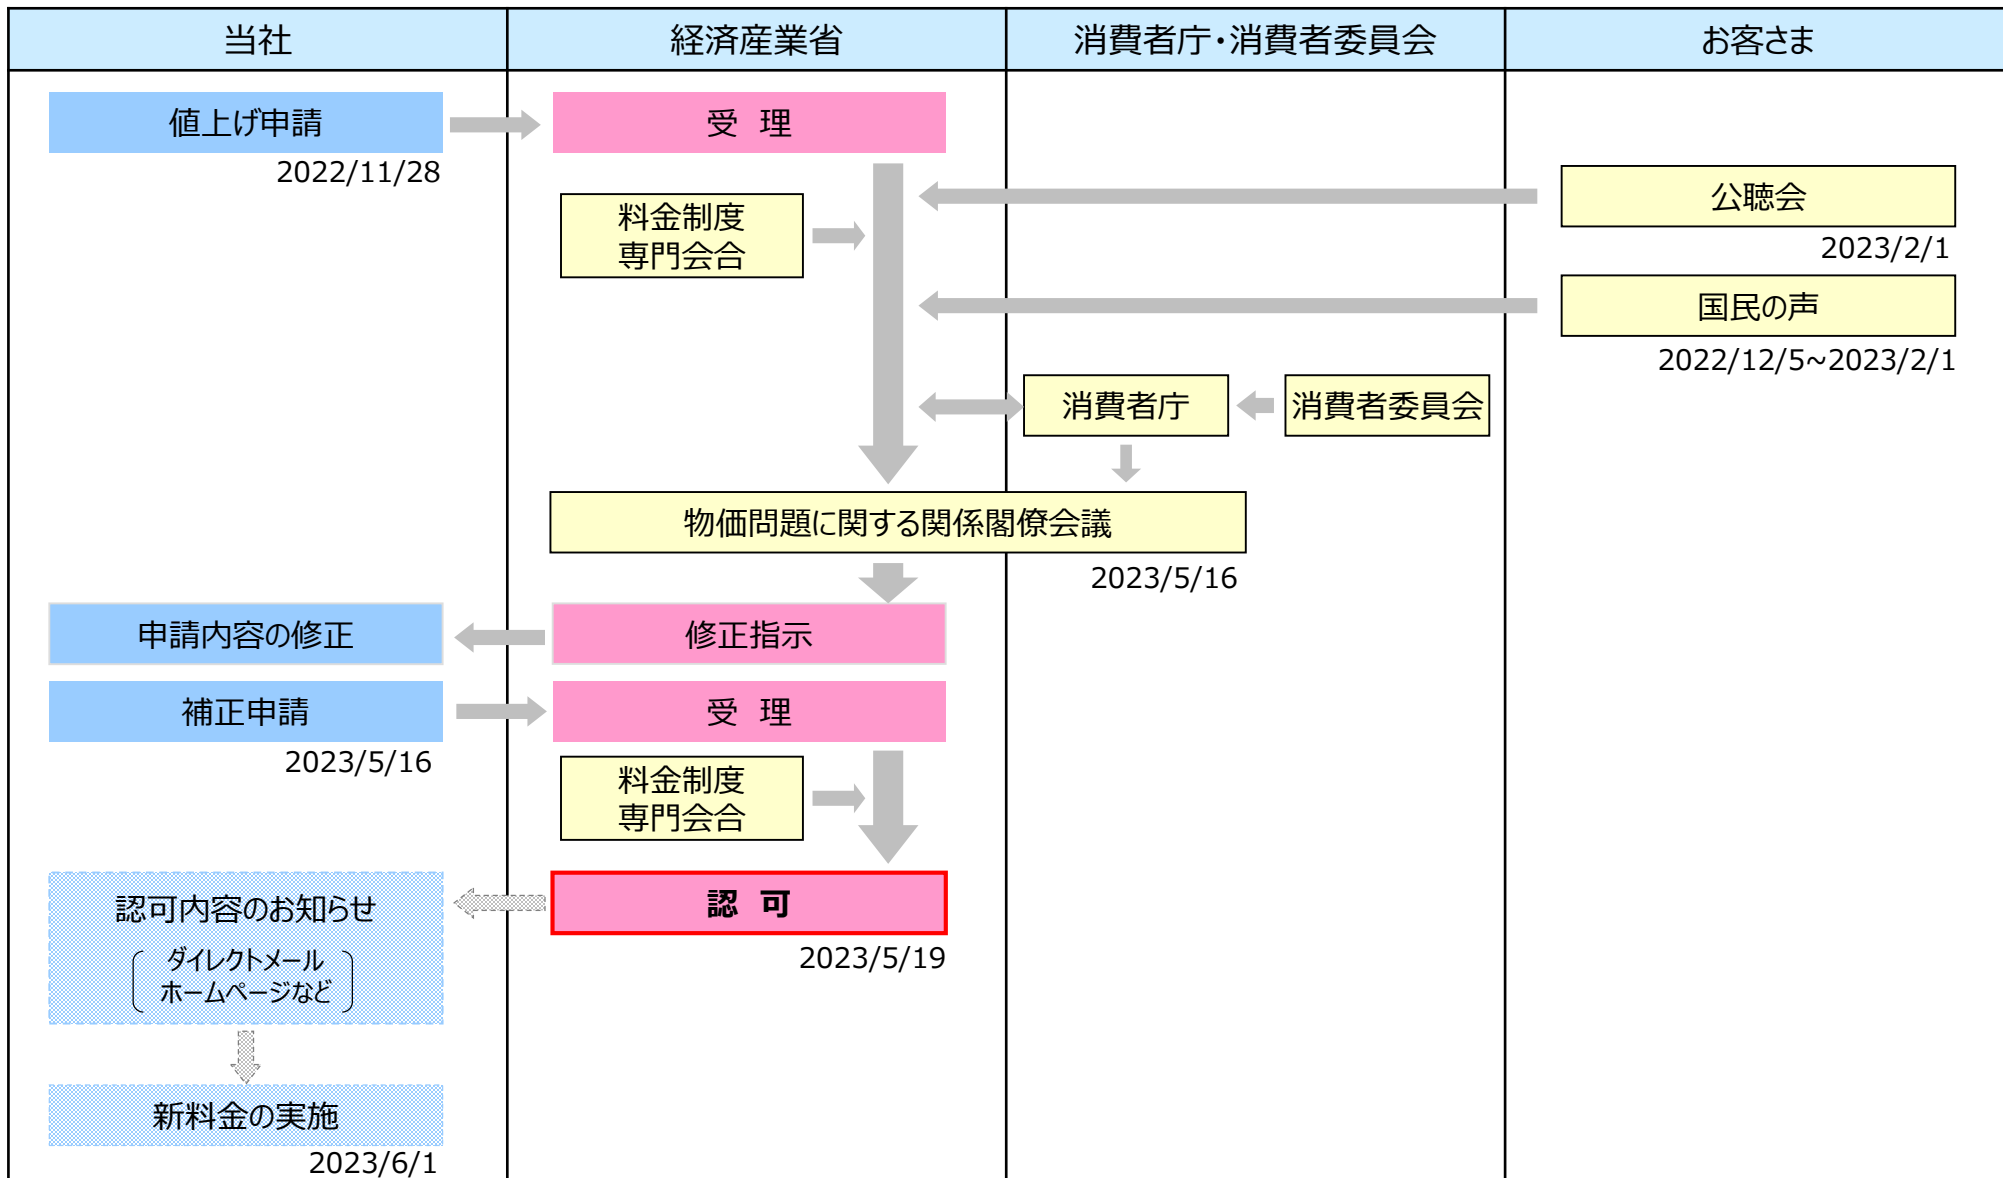 当社
経済産業省
消費者庁・消費者委員会
お客さま
値上げ申請
受 理
2022/11/28
公聴会
料金制度
専門会合
2023/2/1
国民の声
2022/12/5~2023/2/1
消費者庁
消費者委員会
物価問題に関する関係閣僚会議
2023/5/16
申請内容の修正
修正指示
補正申請
受 理
2023/5/16
料金制度
専門会合
認可内容のお知らせ
認 可
ダイレクトメール
ホームページなど
2023/5/19
新料金の実施
2023/6/1